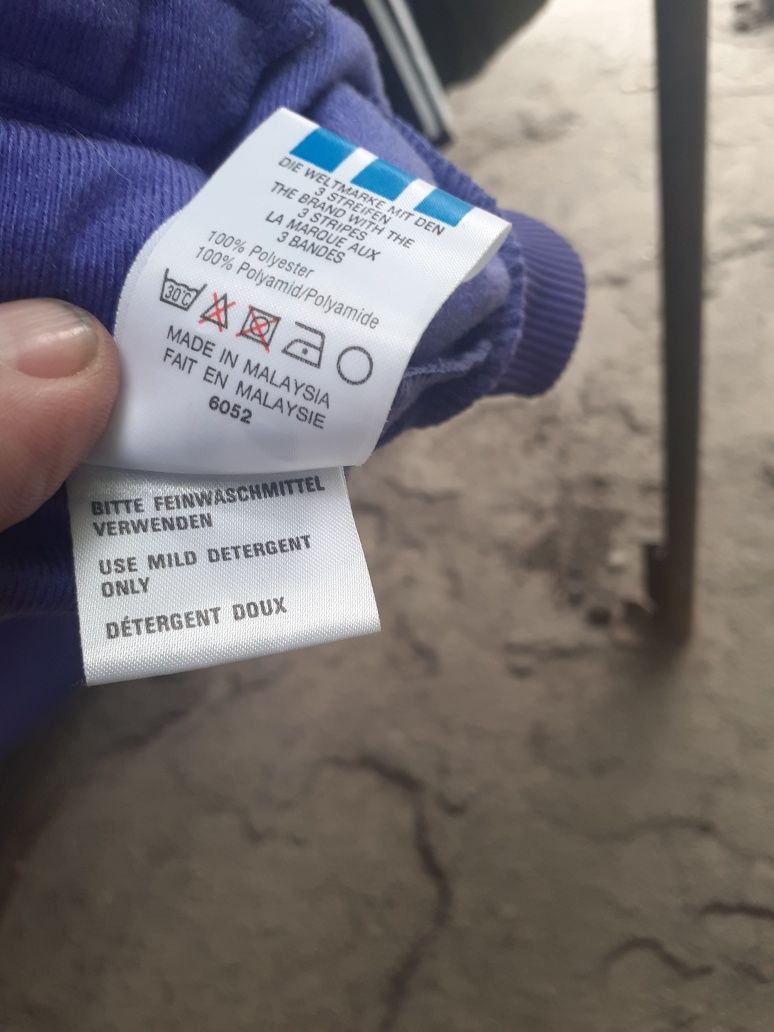 DIE WELTMARKE MIT DEN
3 STREIFEN
THE BRAND WITH THE
3 STRIPES
LA MARQUE AUX
3 BANDES
100% Polyester
100% Polyamid/Polyamide
30°C
MADE IN MALAYSIA
FAIT EN MALAYSIE
6052
BITTE FEINWASCHMITTEL
VERWENDEN
USE MILD DETERGENT
ONLY
DÉTERGENT DOUX